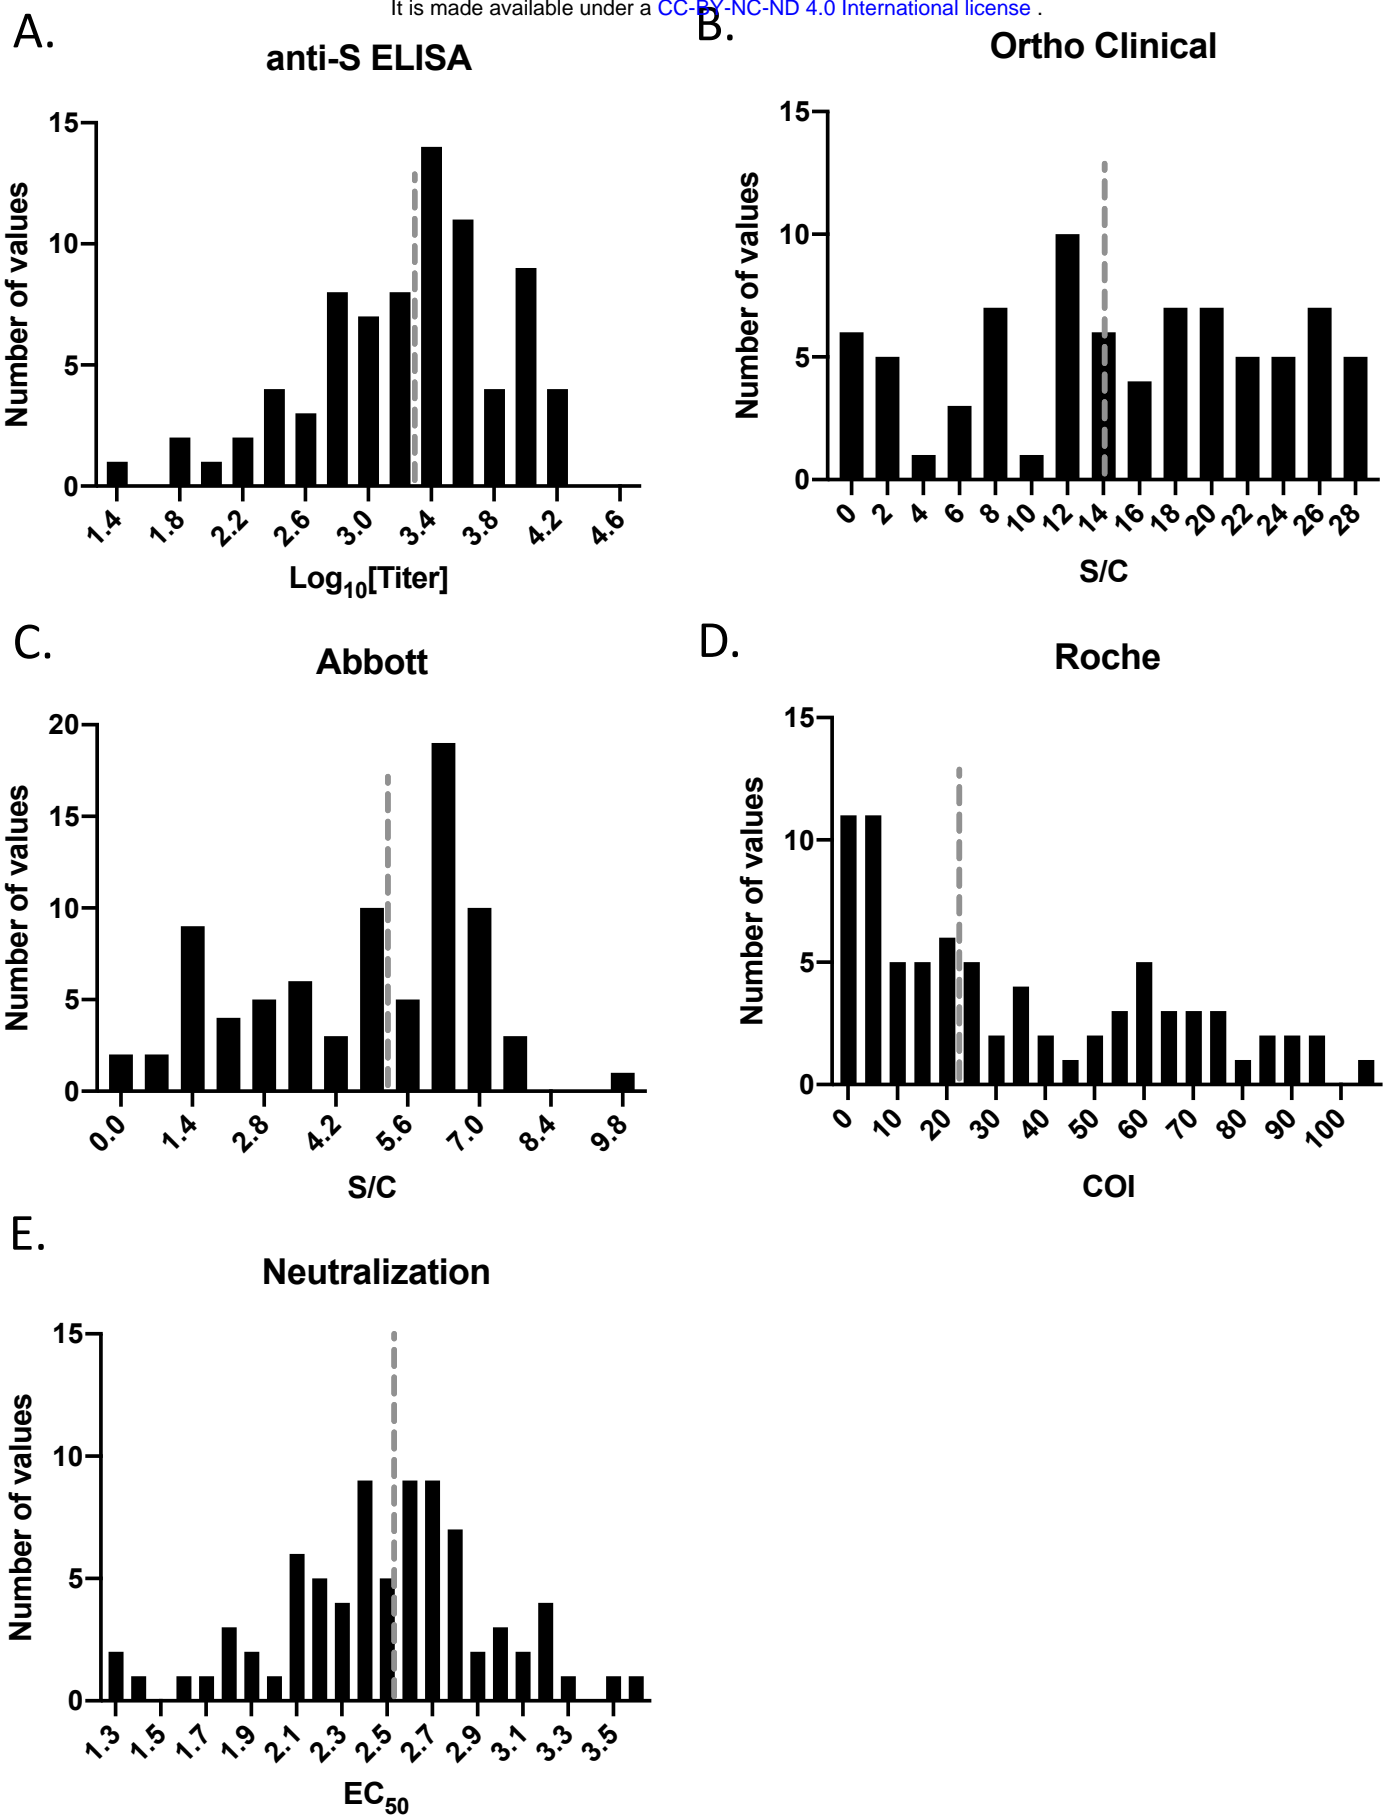 It is made available under a CC-BY-NC-ND 4.0 International license .
A.
anti-S ELISA
Number of values
15
10
5
0
1.4 1.8 2.2 2.6 3.0 3.4 3.8 4.2 4.6
Log10[Titer]
B.
Ortho Clinical
Number of values
15
10
5
0
0 2 4 6 8 10 12 14 16 18 20 22 24 26 28
S/C
C.
Abbott
Number of values
20
15
10
5
0
0.0 1.4 2.8 4.2 5.6 7.0 8.4 9.8
S/C
D.
Roche
Number of values
15
10
5
0
0 10 20 30 40 50 60 70 80 90 100
COI
E.
Neutralization
Number of values
15
10
5
0
1.3 1.5 1.7 1.9 2.1 2.3 2.5 2.7 2.9 3.1 3.3 3.5
EC50